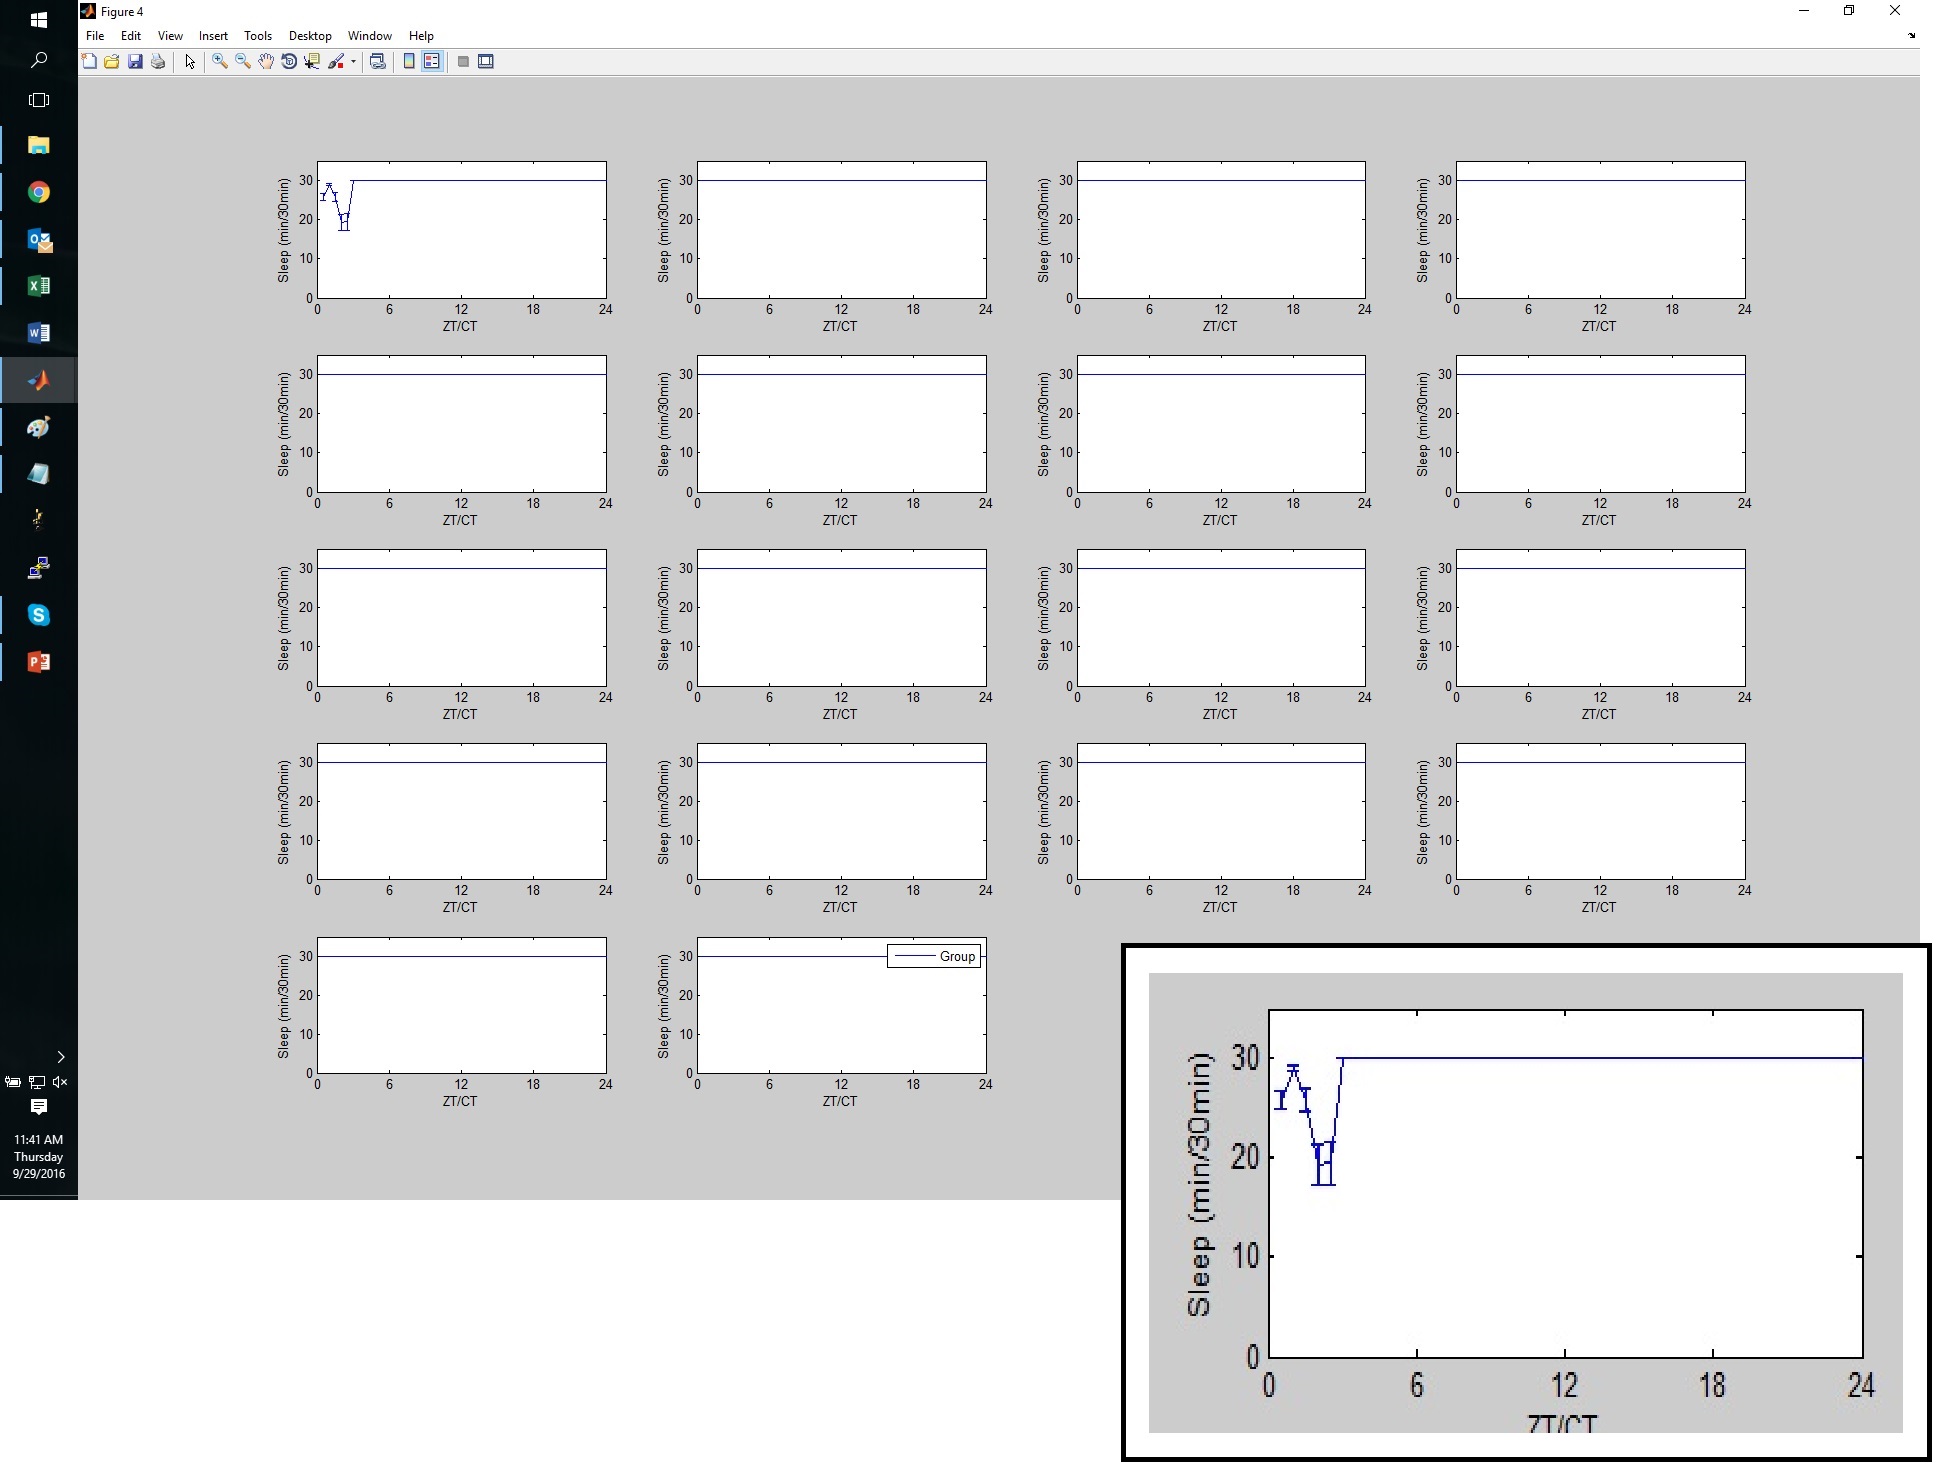 Figure 4
File Edit View Insert Tools Desktop Window Help
Sleep (min/30min) 30 20 10 0
0 6 12 18 24
ZT/CT
Sleep (min/30min) 30 20 10 0
0 6 12 18 24
ZT/CT
Sleep (min/30min) 30 20 10 0
0 6 12 18 24
ZT/CT
Sleep (min/30min) 30 20 10 0
0 6 12 18 24
ZT/CT
Sleep (min/30min) 30 20 10 0
0 6 12 18 24
ZT/CT
Sleep (min/30min) 30 20 10 0
0 6 12 18 24
ZT/CT
Sleep (min/30min) 30 20 10 0
0 6 12 18 24
ZT/CT
Sleep (min/30min) 30 20 10 0
0 6 12 18 24
ZT/CT
Sleep (min/30min) 30 20 10 0
0 6 12 18 24
ZT/CT
Sleep (min/30min) 30 20 10 0
0 6 12 18 24
ZT/CT
Sleep (min/30min) 30 20 10 0
0 6 12 18 24
ZT/CT
Sleep (min/30min) 30 20 10 0
0 6 12 18 24
ZT/CT
Sleep (min/30min) 30 20 10 0
0 6 12 18 24
ZT/CT
Sleep (min/30min) 30 20 10 0
0 6 12 18 24
ZT/CT
Sleep (min/30min) 30 20 10 0
0 6 12 18 24
ZT/CT
Sleep (min/30min) 30 20 10 0
0 6 12 18 24
ZT/CT
Sleep (min/30min) 30 20 10 0
0 6 12 18 24
ZT/CT
Sleep (min/30min) 30 20 10 0
Group
0 6 12 18 24
ZT/CT
Sleep (min/30min) 30 20 10 0
0 6 12 18 24
ZT/CT
11:41 AM
Thursday
9/29/2016